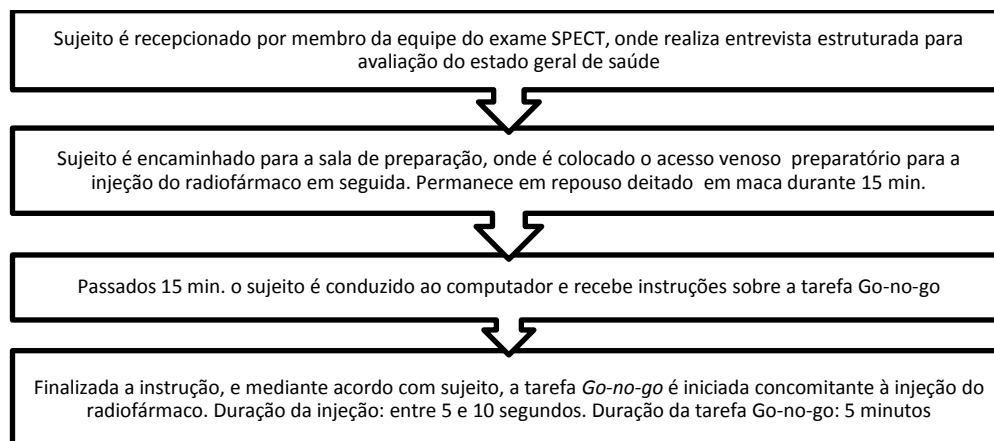 Sujeito é recepcionado por membro da equipe do exame SPECT, onde realiza entrevista estruturada para
avaliação do estado geral de saúde
Sujeito é encaminhado para a sala de preparação, onde é colocado o acesso venoso preparatório para a
injeção do radiofármaco em seguida. Permanece em repouso deitado em maca durante 15 min.
Passados 15 min. o sujeito é conduzido ao computador e recebe instruções sobre a tarefa Go-no-go
Finalizada a instrução, e mediante acordo com sujeito, a tarefa Go-no-go é iniciada concomitante à injeção do
radiofármaco. Duração da injeção: entre 5 e 10 segundos. Duração da tarefa Go-no-go: 5 minutos